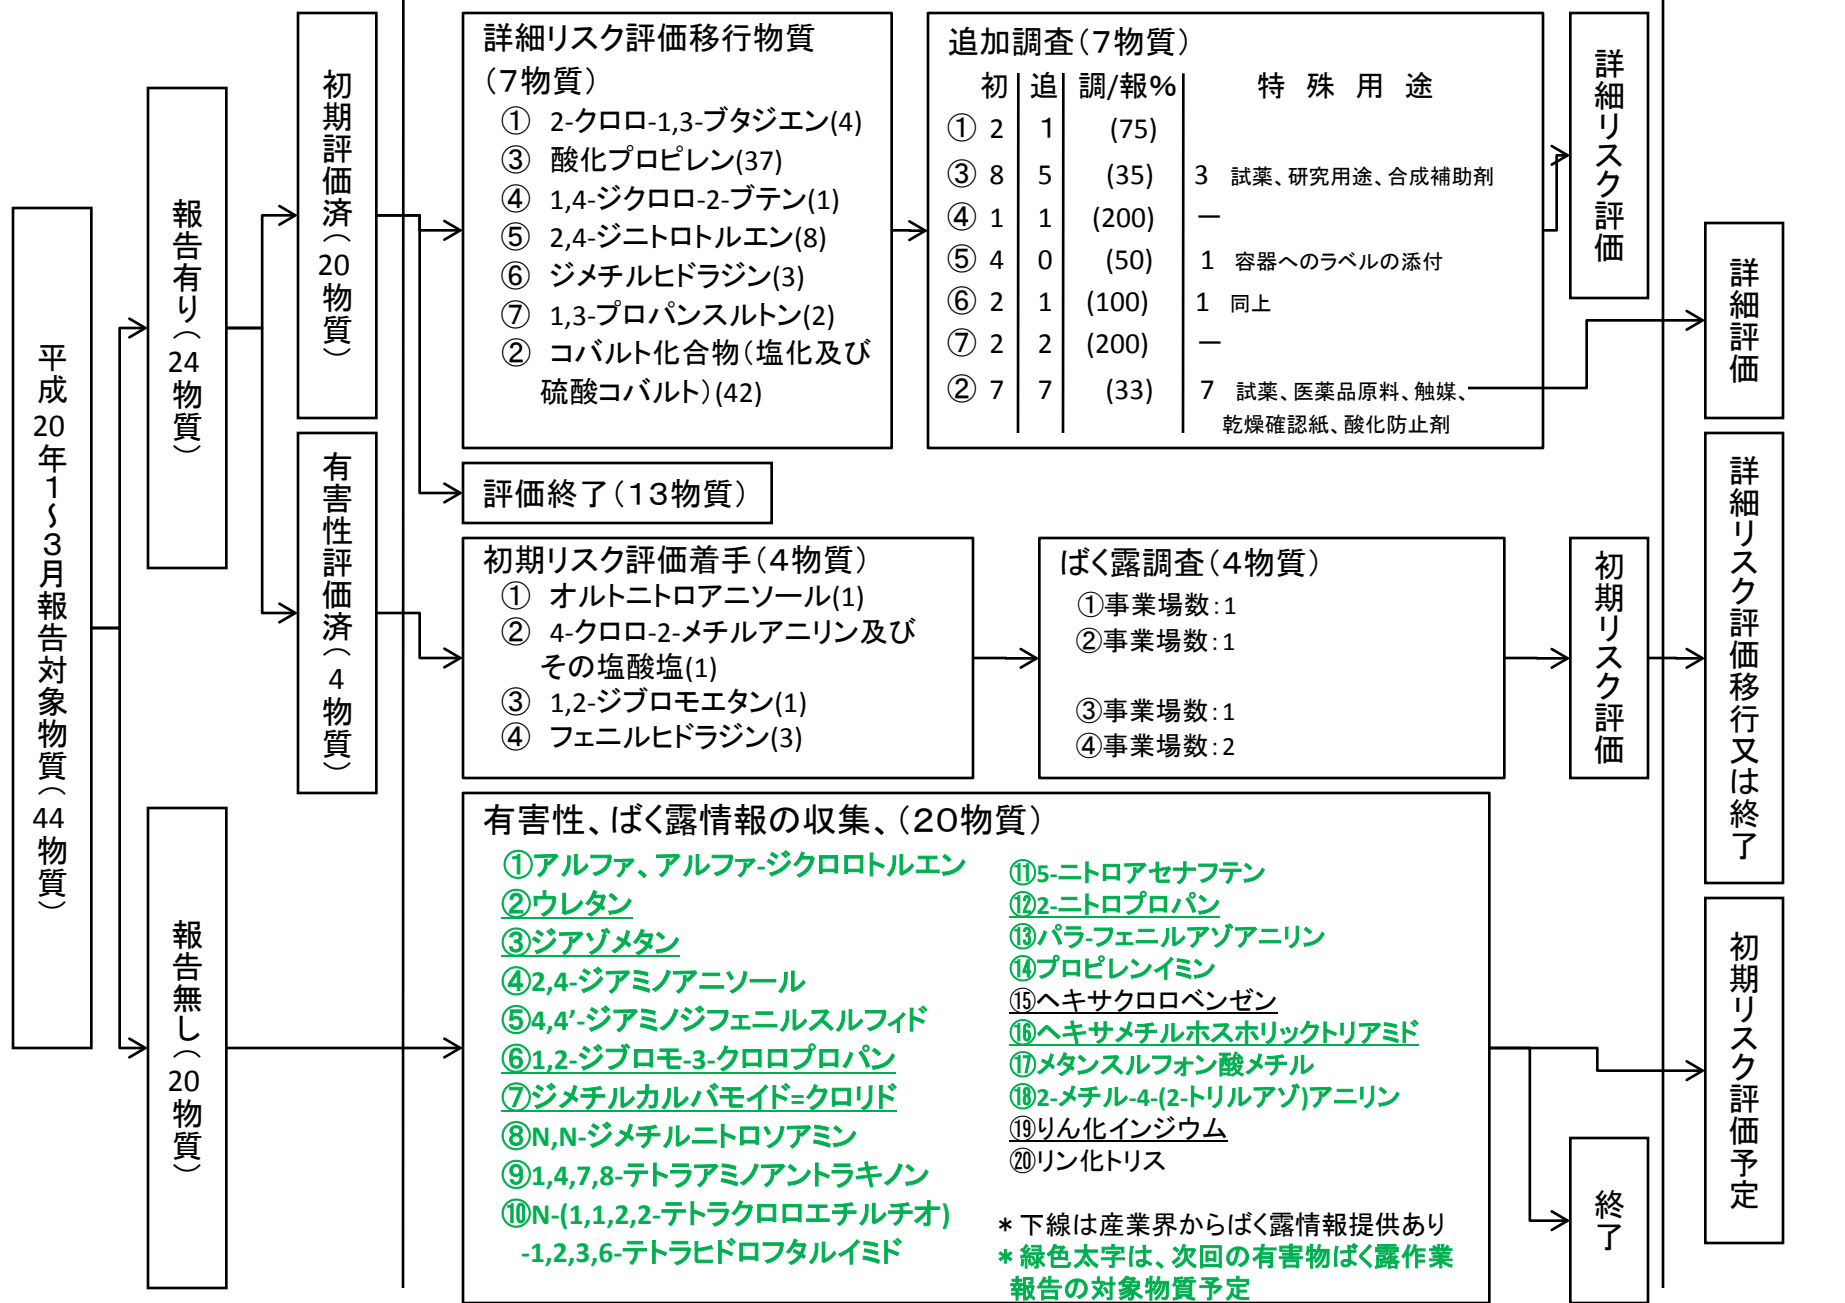 平成20年1～3月報告対象物質（44物質）
報告有り（24物質）
報告無し（20物質）
初期評価済（20物質）
有害性評価済（4物質）
詳細リスク評価移行物質
（7物質）
① 2-クロロ-1,3-ブタジエン(4)
③ 酸化プロピレン(37)
④ 1,4-ジクロロ-2-ブテン(1)
⑤ 2,4-ジニトロトルエン(8)
⑥ ジメチルヒドラジン(3)
⑦ 1,3-プロパンスルトン(2)
② コバルト化合物（塩化及び
硫酸コバルト）(42)
追加調査（7物質）
初 追 調/報% 特殊用途
① 2 1 (75)
③ 8 5 (35) 3 試薬、研究用途、合成補助剤
④ 1 1 (200) ー
⑤ 4 0 (50) 1 容器へのラベルの添付
⑥ 2 1 (100) 1 同上
⑦ 2 2 (200) ー
② 7 7 (33) 7 試薬、医薬品原料、触媒、
乾燥確認紙、酸化防止剤
詳細リスク評価
詳細評価
評価終了（13物質）
初期リスク評価着手（4物質）
① オルトニトロアニソール(1)
② 4-クロロ-2-メチルアニリン及び
その塩酸塩(1)
③ 1,2-ジブロモエタン(1)
④ フェニルヒドラジン(3)
ばく露調査（4物質）
①事業場数：1
②事業場数：1
③事業場数：1
④事業場数：2
初期リスク評価
詳細リスク評価移行又は終了
有害性、ばく露情報の収集、（20物質）
①アルファ、アルファ-ジクロロトルエン
②ウレタン
③ジアゾメタン
④2,4-ジアミノアニソール
⑤4,4’-ジアミノジフェニルスルフィド
⑥1,2-ジブロモ-3-クロロプロパン
⑦ジメチルカルバモイド=クロリド
⑧N,N-ジメチルニトロソアミン
⑨1,4,7,8-テトラアミノアントラキノン
⑩N-(1,1,2,2-テトラクロロエチルチオ)
-1,2,3,6-テトラヒドロフタルイミド
⑪5-ニトロアセナフテン
⑫2-ニトロプロパン
⑬パラ-フェニルアゾアニリン
⑭プロピレンイミン
⑮ヘキサクロロベンゼン
⑯ヘキサメチルホスホリックトリアミド
⑰メタンスルフォン酸メチル
⑱2-メチル-4-(2-トリルアゾ)アニリン
⑲りん化インジウム
⑳リン化トリス
＊下線は産業界からばく露情報提供あり
＊緑色太字は、次回の有害物ばく露作業
報告の対象物質予定
初期リスク評価予定
終了